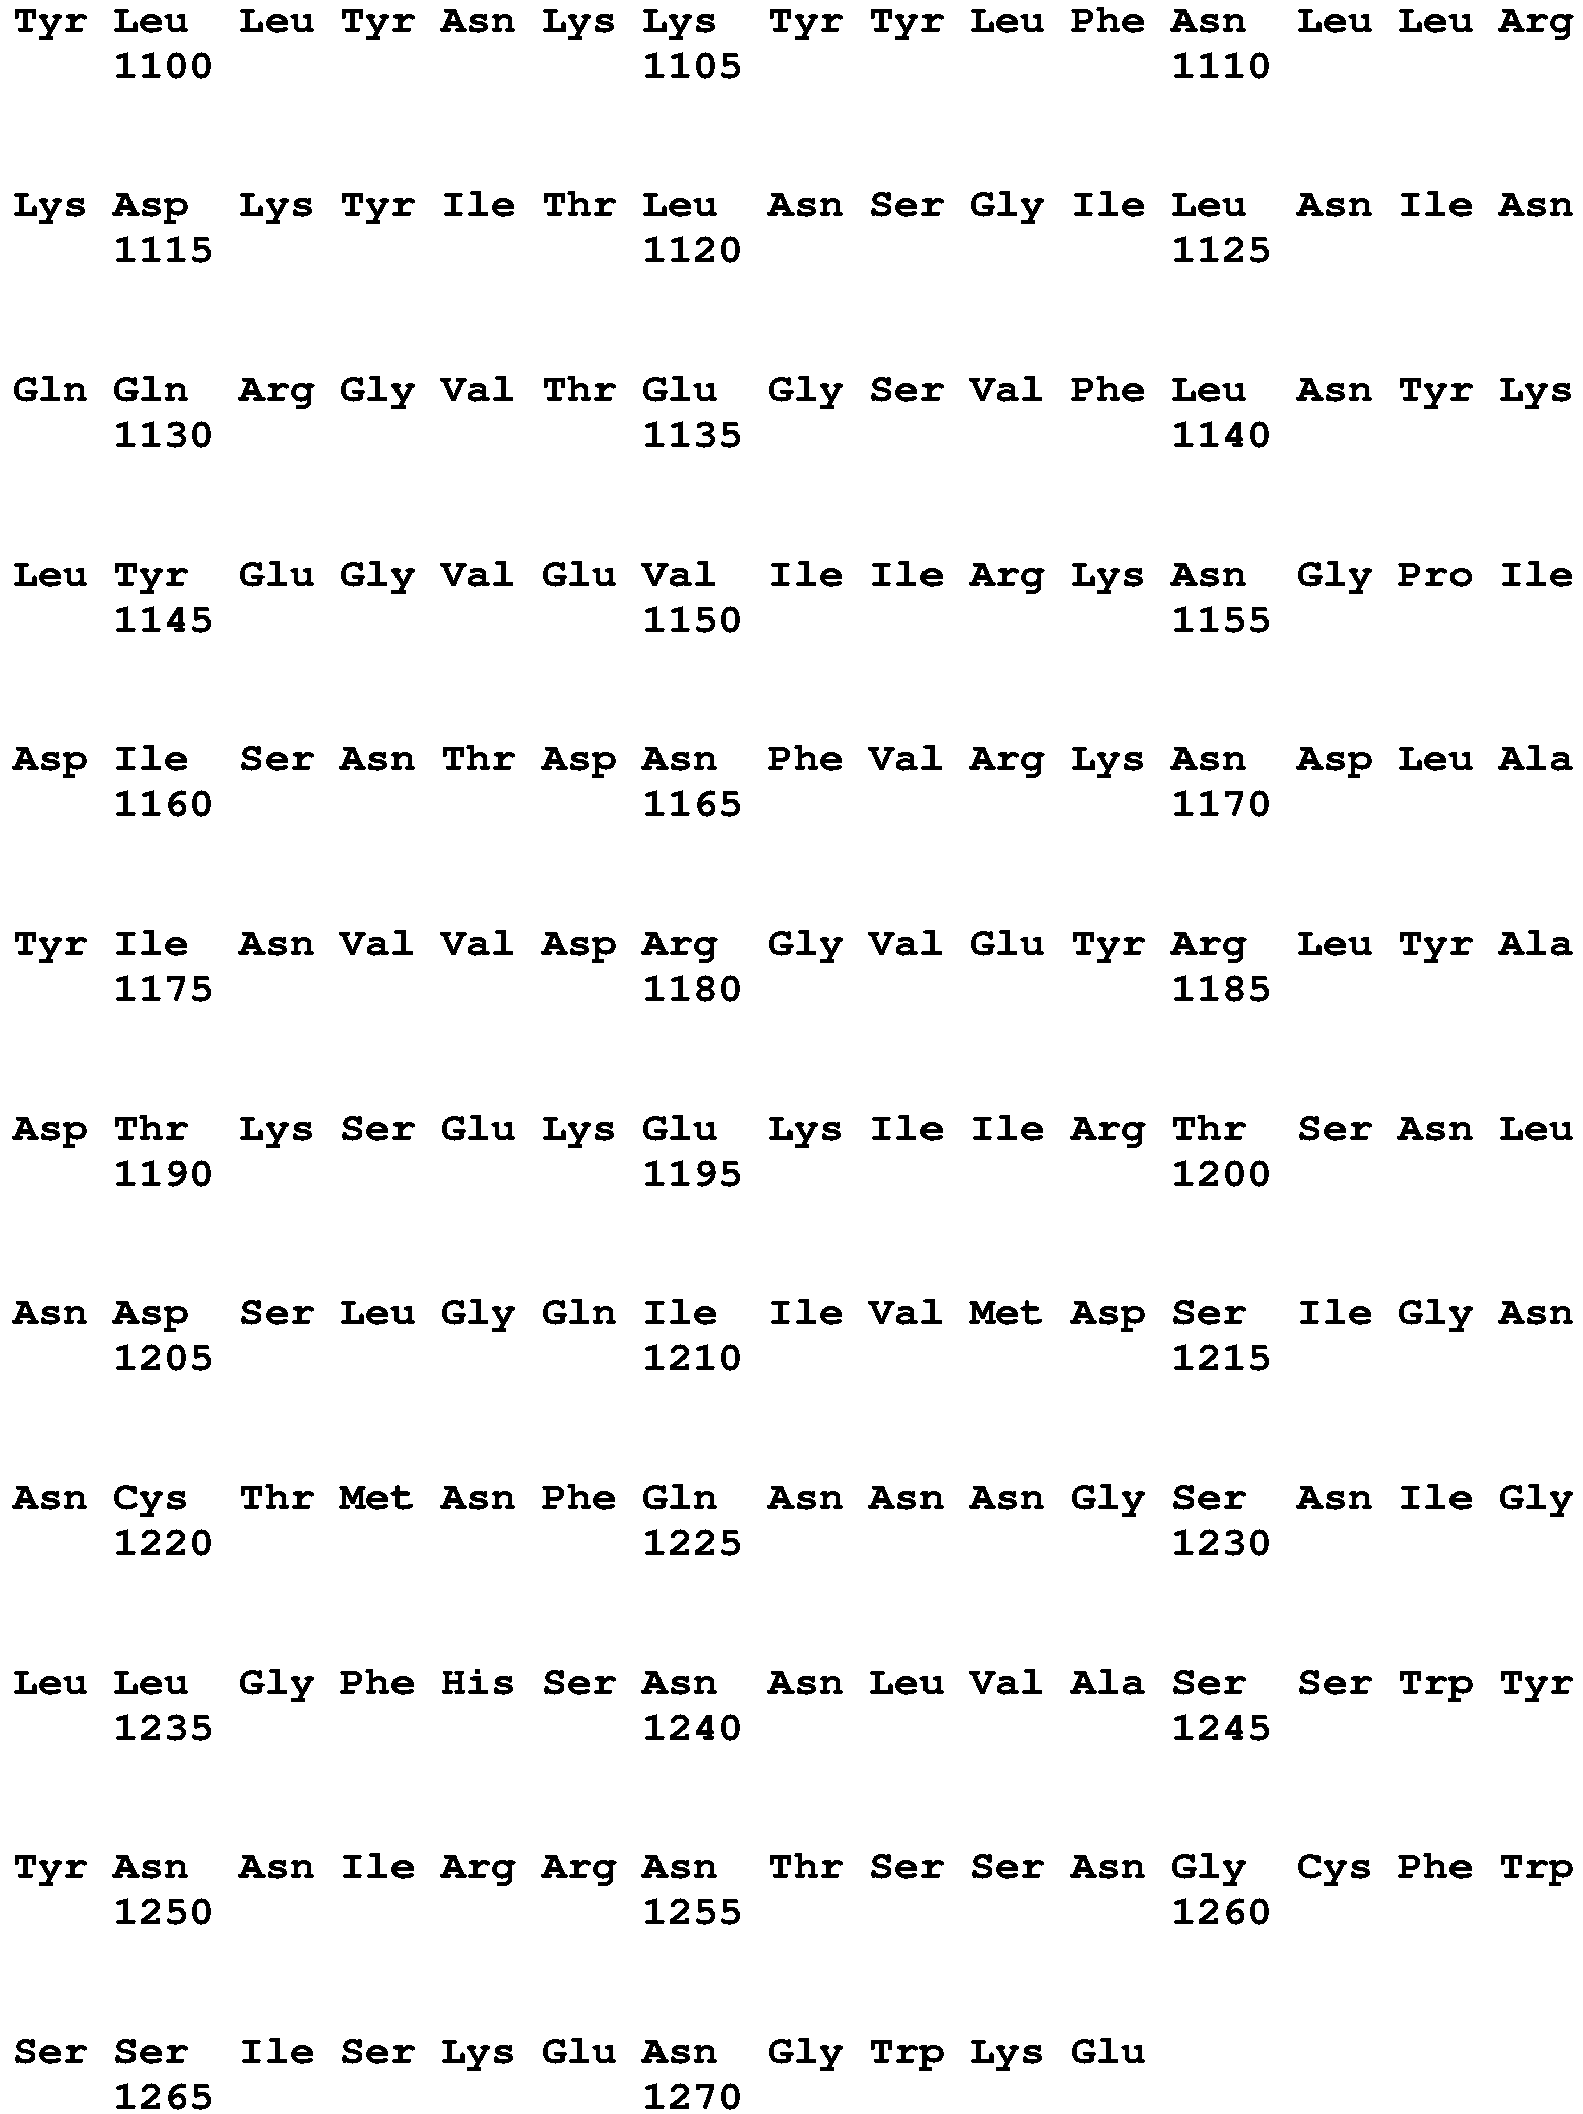 Tyr Leu Leu Tyr Asn Lys Lys Tyr Tyr Leu Phe Asn Leu Leu Arg
1100 1105 1110
Lys Asp Lys Tyr Ile Thr Leu Asn Ser Gly Ile Leu Asn Ile Asn
1115 1120 1125
Gln Gln Arg Gly Val Thr Glu Gly Ser Val Phe Leu Asn Tyr Lys
1130 1135 1140
Leu Tyr Glu Gly Val Glu Val Ile Ile Arg Lys Asn Gly Pro Ile
1145 1150 1155
Asp Ile Ser Asn Thr Asp Asn Phe Val Arg Lys Asn Asp Leu Ala
1160 1165 1170
Tyr Ile Asn Val Val Asp Arg Gly Val Glu Tyr Arg Leu Tyr Ala
1175 1180 1185
Asp Thr Lys Ser Glu Lys Glu Lys Ile Ile Arg Thr Ser Asn Leu
1190 1195 1200
Asn Asp Ser Leu Gly Gln Ile Ile Val Met Asp Ser Ile Gly Asn
1205 1210 1215
Asn Cys Thr Met Asn Phe Gln Asn Asn Asn Gly Ser Asn Ile Gly
1220 1225 1230
Leu Leu Gly Phe His Ser Asn Asn Leu Val Ala Ser Ser Trp Tyr
1235 1240 1245
Tyr Asn Asn Ile Arg Arg Asn Thr Ser Ser Asn Gly Cys Phe Trp
1250 1255 1260
Ser Ser Ile Ser Lys Glu Asn Gly Trp Lys Glu
1265 1270